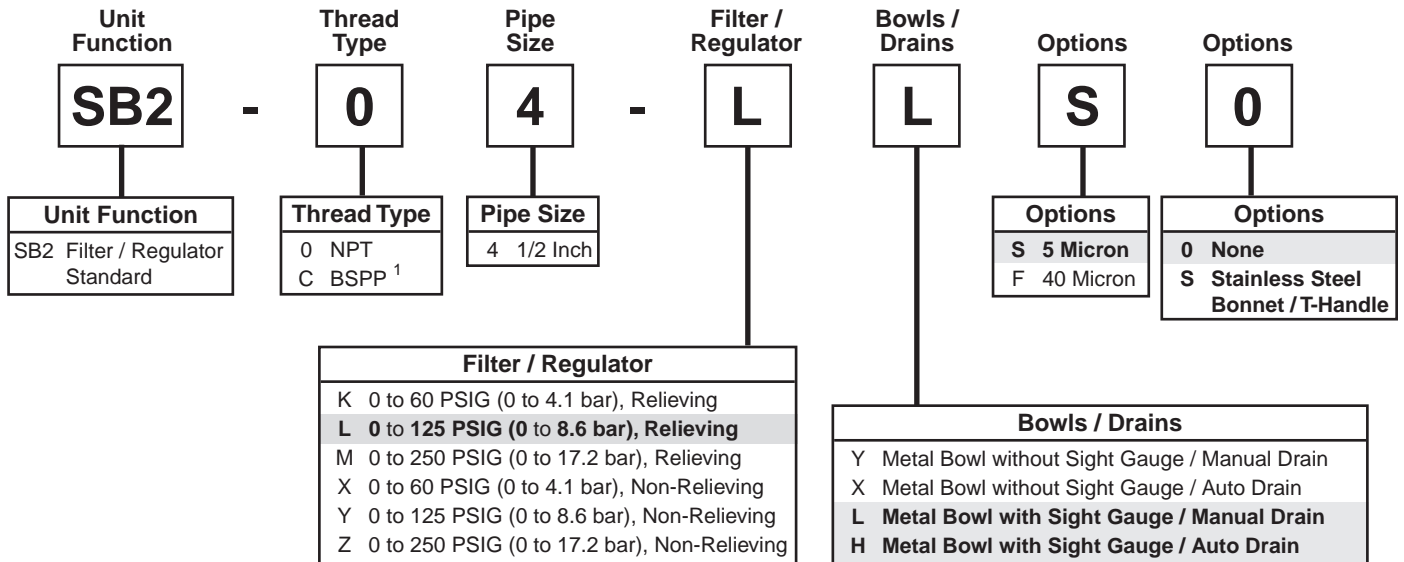 Unit Function
Thread Type
Pipe Size
Filter / Regulator
Bowls / Drains
Options
Options
SB2 - 0 4 - L L S 0
Unit Function
SB2 Filter / Regulator
Standard
Thread Type
0 NPT
C BSPP 1
Pipe Size
4 1/2 Inch
Options
S 5 Micron
F 40 Micron
Options
0 None
S Stainless Steel
Bonnet / T-Handle
Filter / Regulator
K 0 to 60 PSIG (0 to 4.1 bar), Relieving
L 0 to 125 PSIG (0 to 8.6 bar), Relieving
M 0 to 250 PSIG (0 to 17.2 bar), Relieving
X 0 to 60 PSIG (0 to 4.1 bar), Non-Relieving
Y 0 to 125 PSIG (0 to 8.6 bar), Non-Relieving
Z 0 to 250 PSIG (0 to 17.2 bar), Non-Relieving
Bowls / Drains
Y Metal Bowl without Sight Gauge / Manual Drain
X Metal Bowl without Sight Gauge / Auto Drain
L Metal Bowl with Sight Gauge / Manual Drain
H Metal Bowl with Sight Gauge / Auto Drain